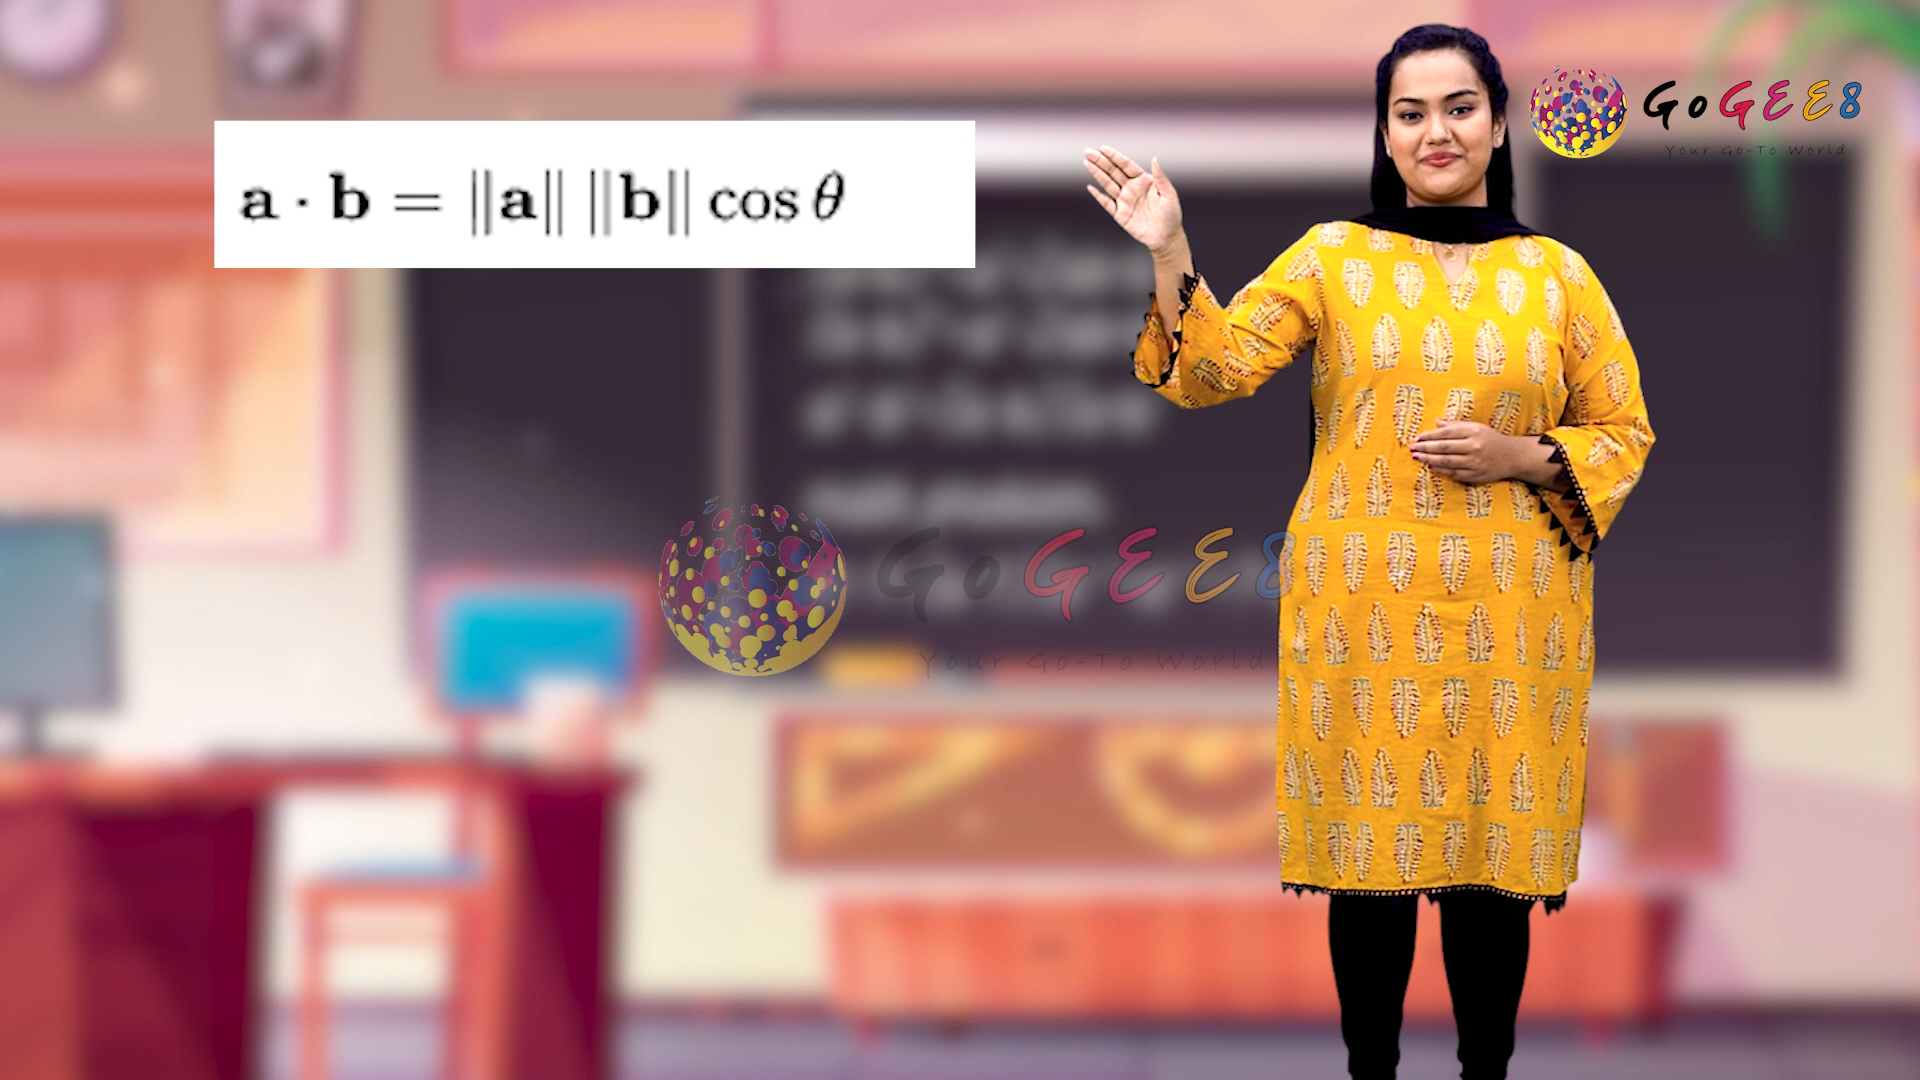 a · b = ‖a‖ ‖b‖ cos θ
GoGEE8
Your Go-To World
GoGEE8
Your Go-To World